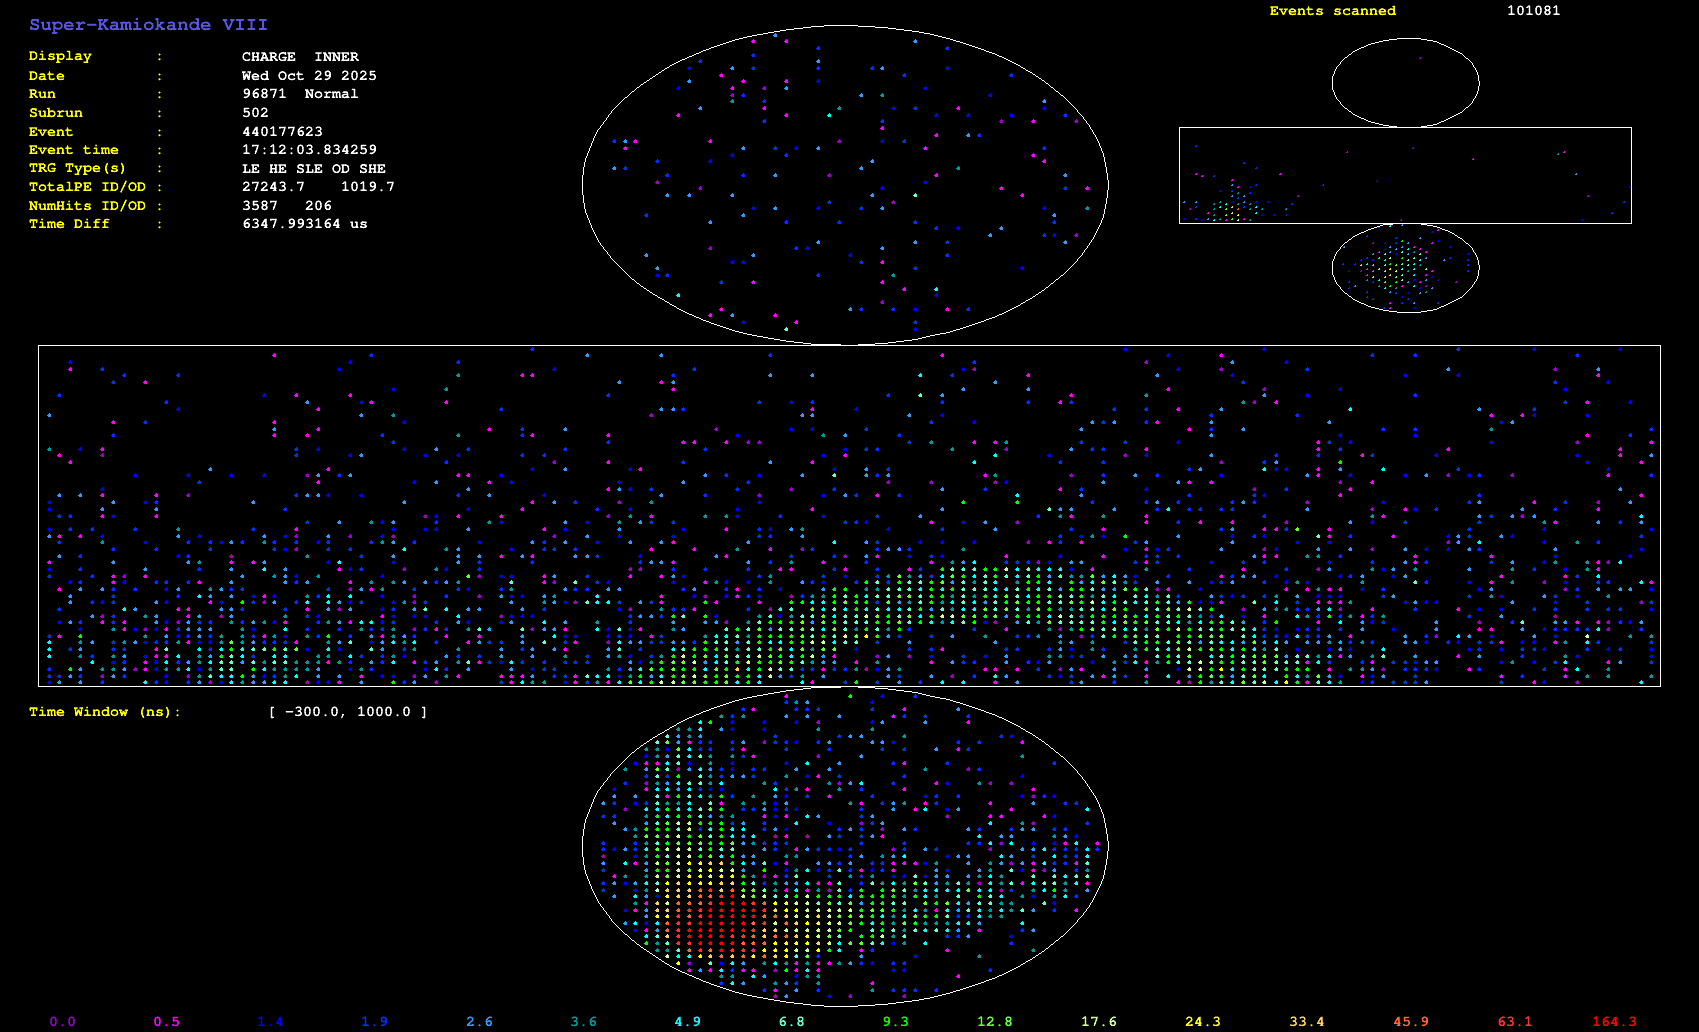 Super-Kamiokande VIII
Events scanned 101081
Display : CHARGE INNER
Date : Wed Oct 29 2025
Run : 96871 Normal
Subrun : 502
Event : 440177623
Event time : 17:12:03.834259
TRG Type(s) : LE HE SLE OD SHE
TotalPE ID/OD : 27243.7 1019.7
NumHits ID/OD : 3587 206
Time Diff : 6347.993164 us
Time Window (ns): [ -300.0, 1000.0 ]
0.0 0.5 1.4 1.9 2.6 3.6 4.9 6.8 9.3 12.8 17.6 24.3 33.4 45.9 63.1 164.3